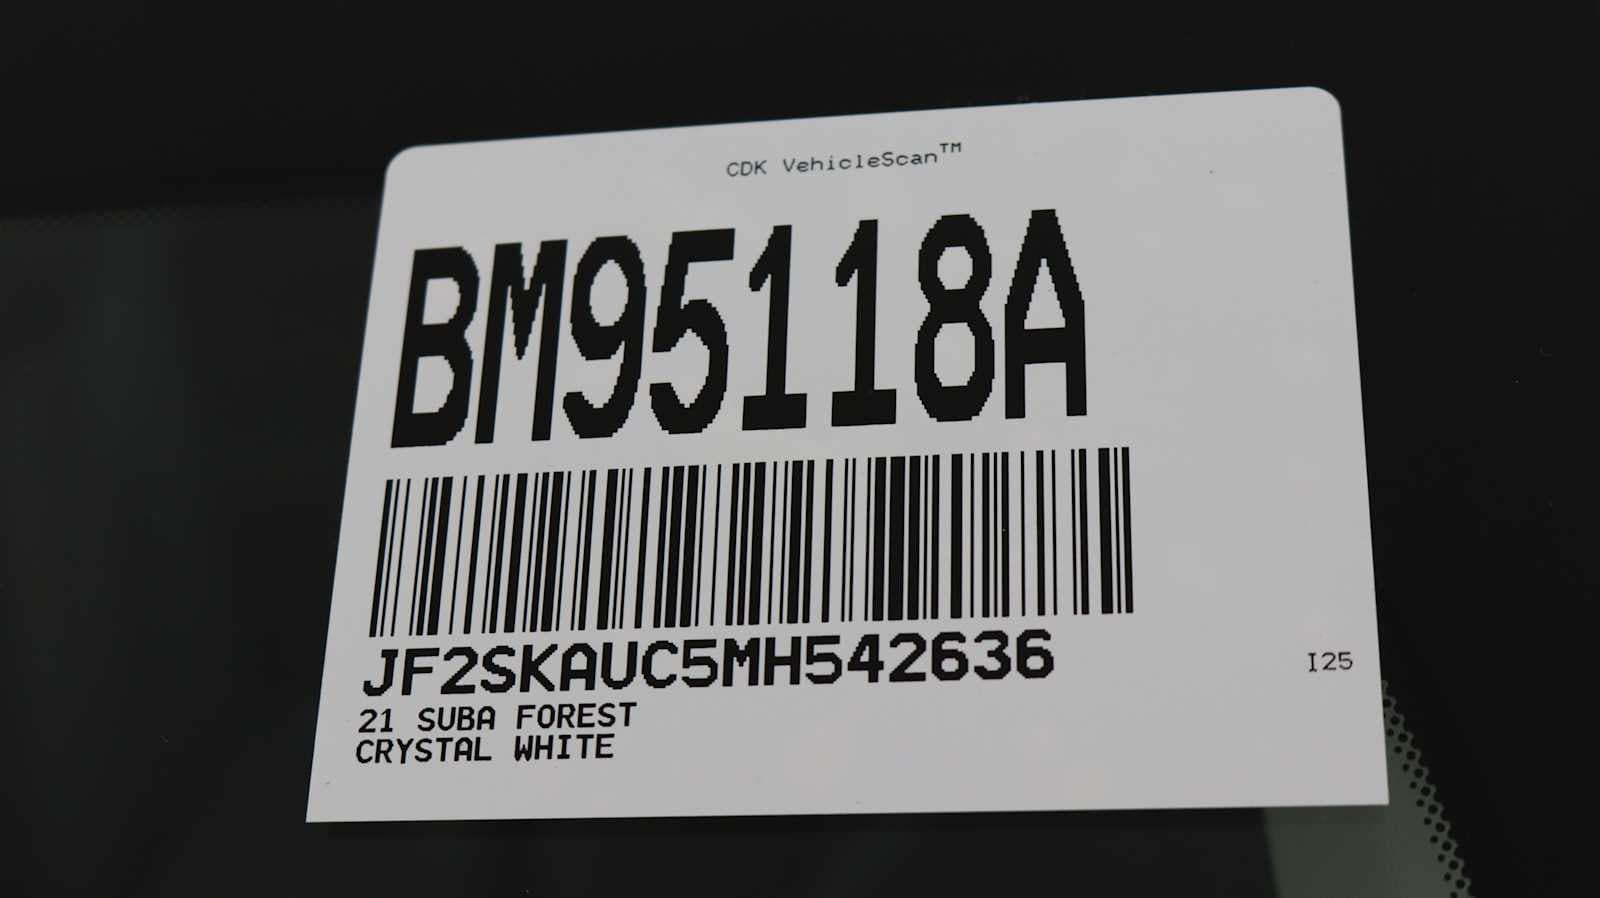 CDK VehicleScan™
BM95118A
JF2SKAUC5MH542636
I25
21 SUBA FOREST
CRYSTAL WHITE